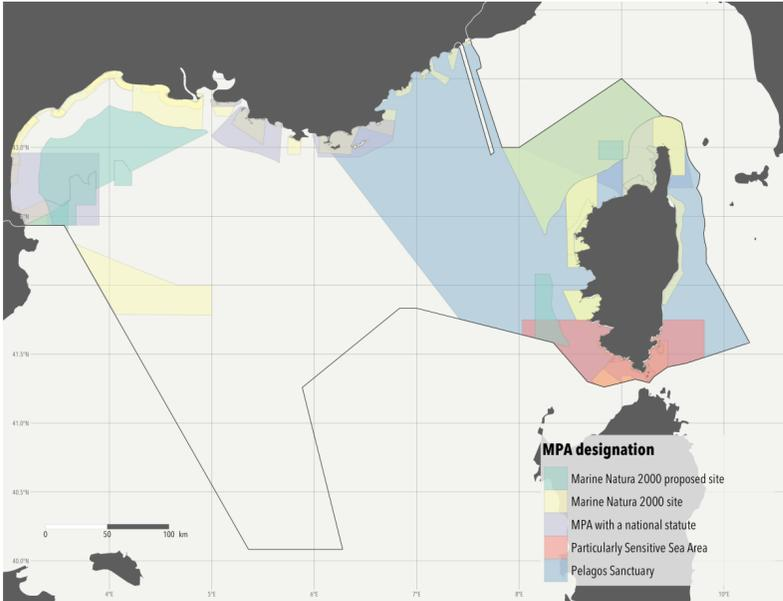 43.0°N
41.5°N
41.0°N
40.5°N
40.0°N
MPA designation
Marine Natura 2000 proposed site
Marine Natura 2000 site
MPA with a national statute
Particularly Sensitive Sea Area
Pelagos Sanctuary
0 50 100 km
4°E 5°E 6°E 7°E 8°E 10°E